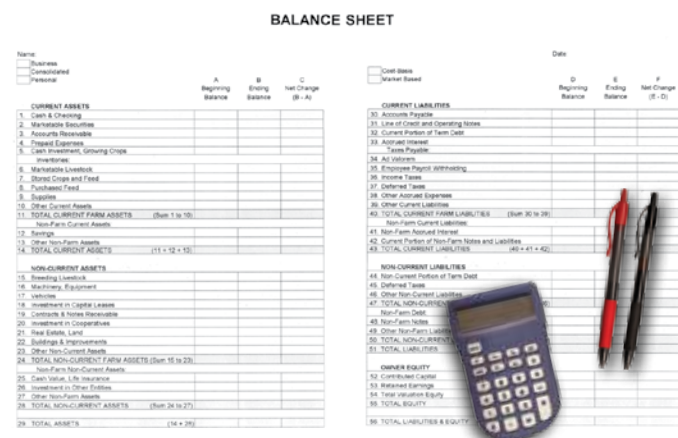 BALANCE SHEET
Name:
Business
Consolidated
Personal
A B C
Beginning Ending Net Change
Balance Balance (B - A)
CURRENT ASSETS
1. Cash & Checking
2. Marketable Securities
3. Accounts Receivable
4. Prepaid Expenses
5. Cash Investment, Growing Crops
Inventories:
6. Marketable Livestock
7. Stored Crops and Feed
8. Purchased Feed
9. Supplies
10. Other Current Assets
11. TOTAL CURRENT FARM ASSETS (Sum 1 to 10)
Non-Farm Current Assets
12. Savings
13. Other Non-Farm Assets
14. TOTAL CURRENT ASSETS (11 + 12 + 13)
NON-CURRENT ASSETS
15. Breeding Livestock
16. Machinery, Equipment
17. Vehicles
18. Investment in Capital Leases
19. Contracts & Notes Receivable
20. Investment in Cooperatives
21. Real Estate, Land
22. Buildings & Improvements
23. Other Non-Current Assets
24. TOTAL NON-CURRENT FARM ASSETS (Sum 15 to 23)
Non-Farm Non-Current Assets
25. Cash Value, Life Insurance
26. Investment in Other Entities
27. Other Non-Farm Assets
28. TOTAL NON-CURRENT ASSETS (Sum 24 to 27)
29. TOTAL ASSETS (14 + 28)
Date:
Cost-Basis
Market Based
D E F
Beginning Ending Net Change
Balance Balance (E - D)
CURRENT LIABILITIES
30. Accounts Payable
31. Line of Credit and Operating Notes
32. Current Portion of Term Debt
33. Accrued Interest
Taxes Payable:
34. Ad Valorem
35. Employee Payroll Withholding
36. Income Taxes
37. Deferred Taxes
38. Other Accrued Expenses
39. Other Current Liabilities
40. TOTAL CURRENT FARM LIABILITIES (Sum 30 to 39)
Non-Farm Current Liabilities:
41. Non-Farm Accrued Interest
42. Current Portion of Non-Farm Notes and Liabilities
43. TOTAL CURRENT LIABILITIES (40 + 41 + 42)
NON-CURRENT LIABILITIES
44. Non-Current Portion of Term Debt
45. Deferred Taxes
46. Other Non-Current Liabilities
47. TOTAL NON-CURRENT
Non-Farm Debt
48. Non-Farm Notes
49. Other Non-Farm
50. TOTAL NON-CURRENT
51. TOTAL LIABILITIES
OWNER EQUITY
52. Contributed Capital
53. Retained Earnings
54. Total Valuation Equity
55. TOTAL EQUITY
56. TOTAL LIABILITIES & EQUITY